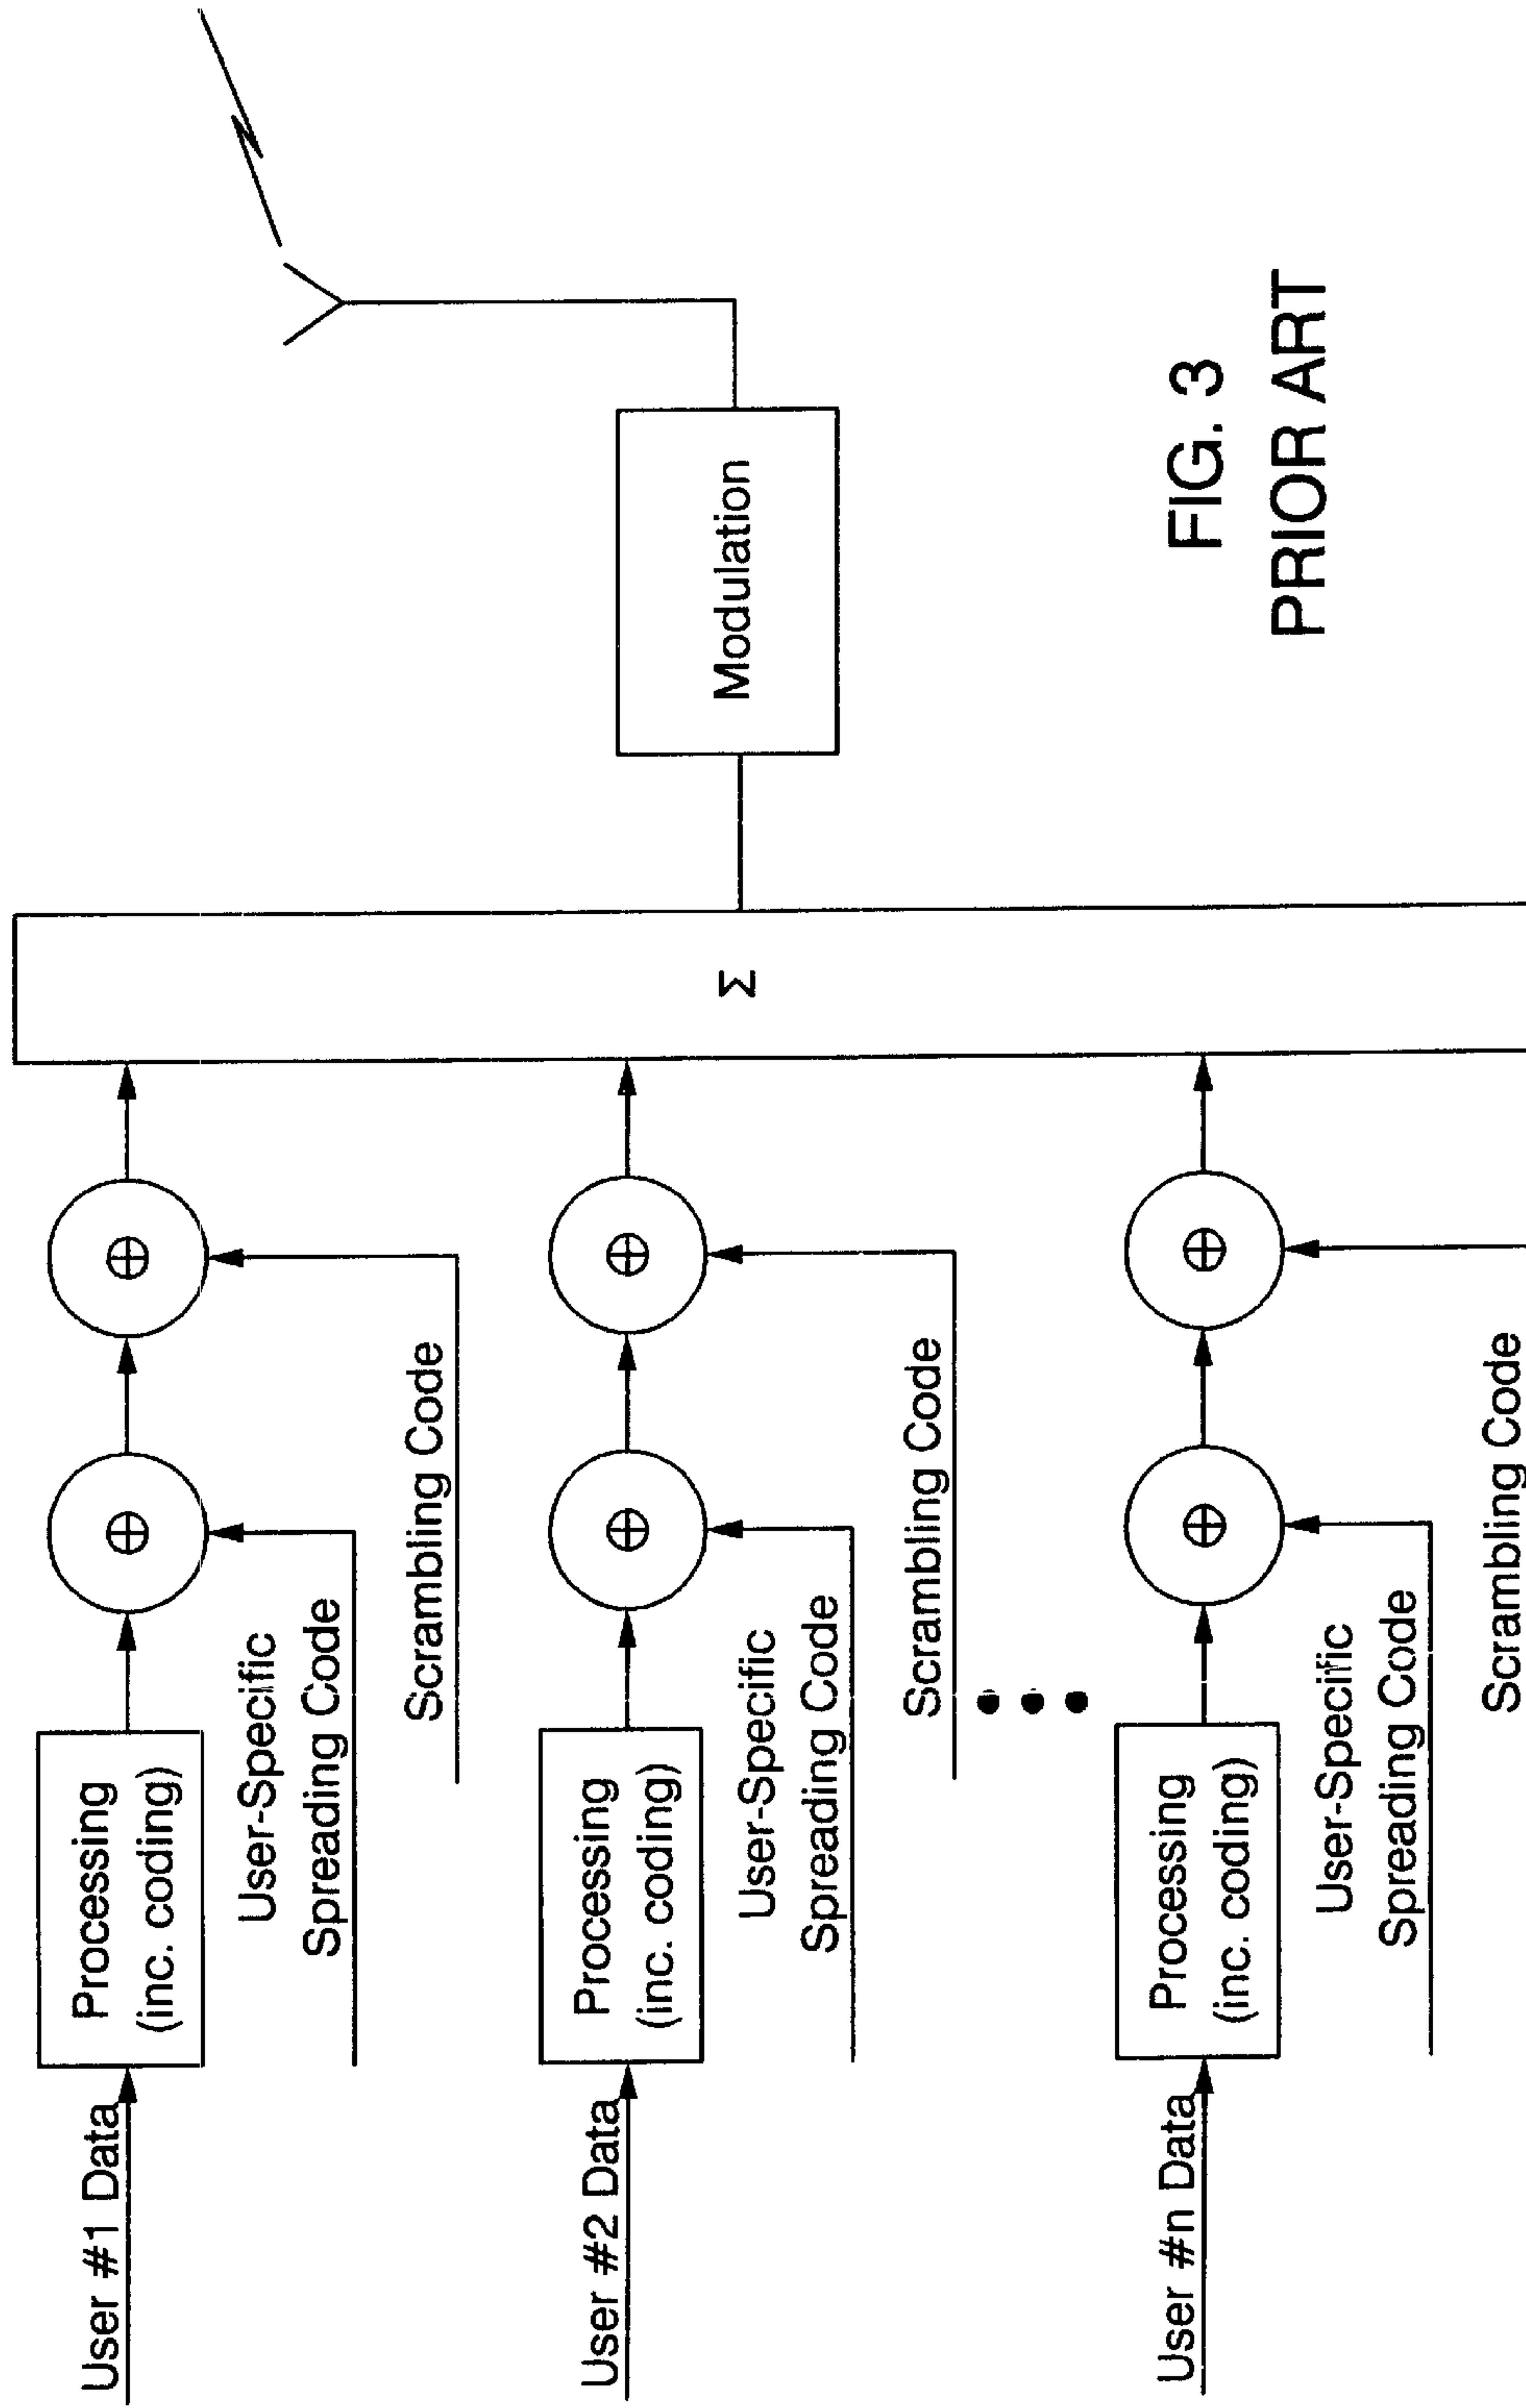 User #1 Data
Processing
(inc. coding)
⊕
⊕
User-Specific
Spreading Code
Scrambling Code
User #2 Data
Processing
(inc. coding)
⊕
⊕
User-Specific
Spreading Code
Scrambling Code
User #n Data
Processing
(inc. coding)
⊕
⊕
User-Specific
Spreading Code
Scrambling Code
Σ
Modulation
FIG. 3
PRIOR ART